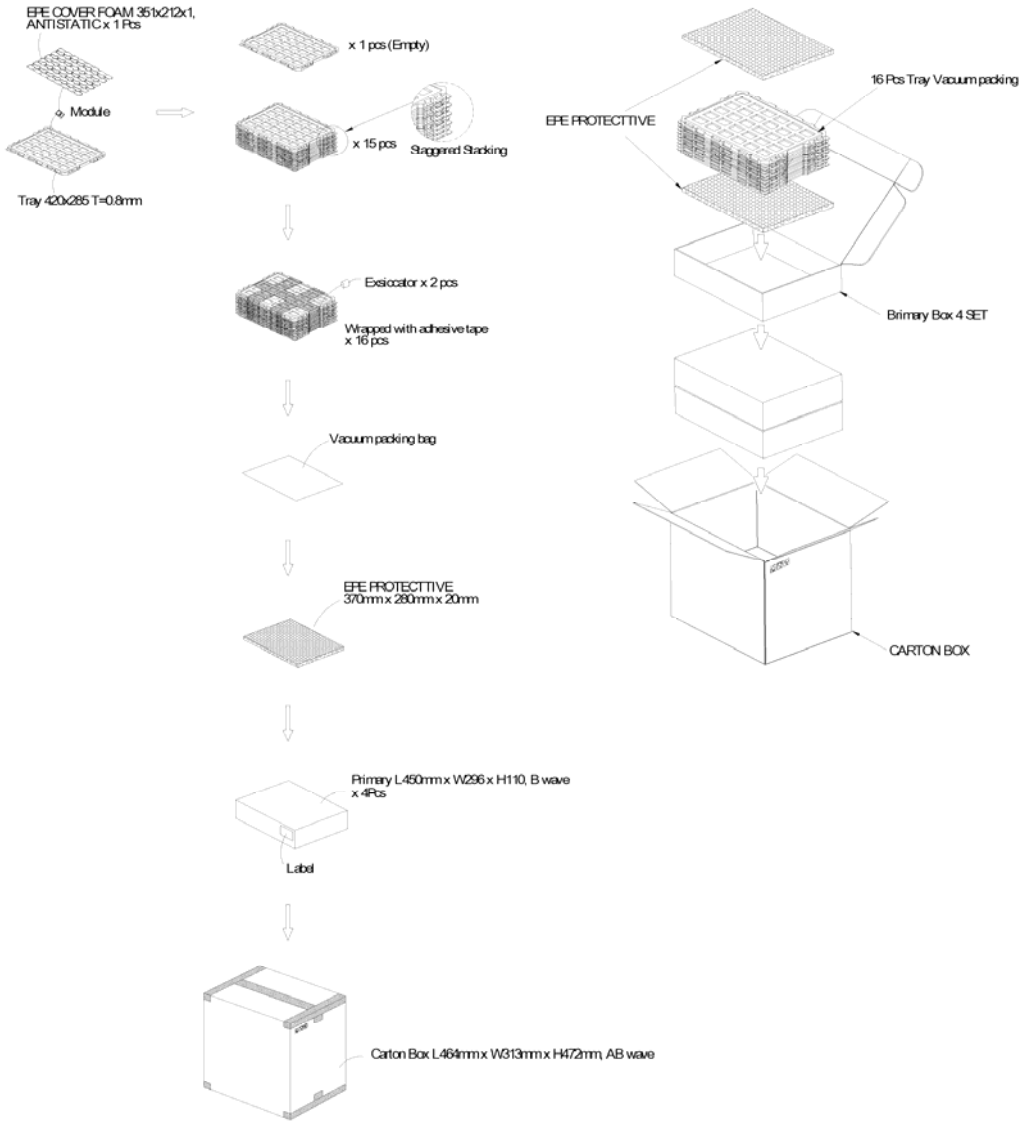 EPE COVER FOAM 351x212x1,
ANTISTATIC x 1 Pcs
Module
Tray 420x285 T=0.8mm
x 1 pcs (Empty)
x 15 pcs
Staggered Stacking
Exsiccator x 2 pcs
Wrapped with adhesive tape
x 16 pcs
Vacuum packing bag
EPE PROTECTTIVE
370mm x 280mm x 20mm
Primary L450mm x W296 x H110, B wave
x 4Pcs
Label
Carton Box L464mm x W313mm x H472mm, AB wave
16 Pcs Tray Vacuum packing
EPE PROTECTTIVE
Brimary Box 4 SET
CARTON BOX